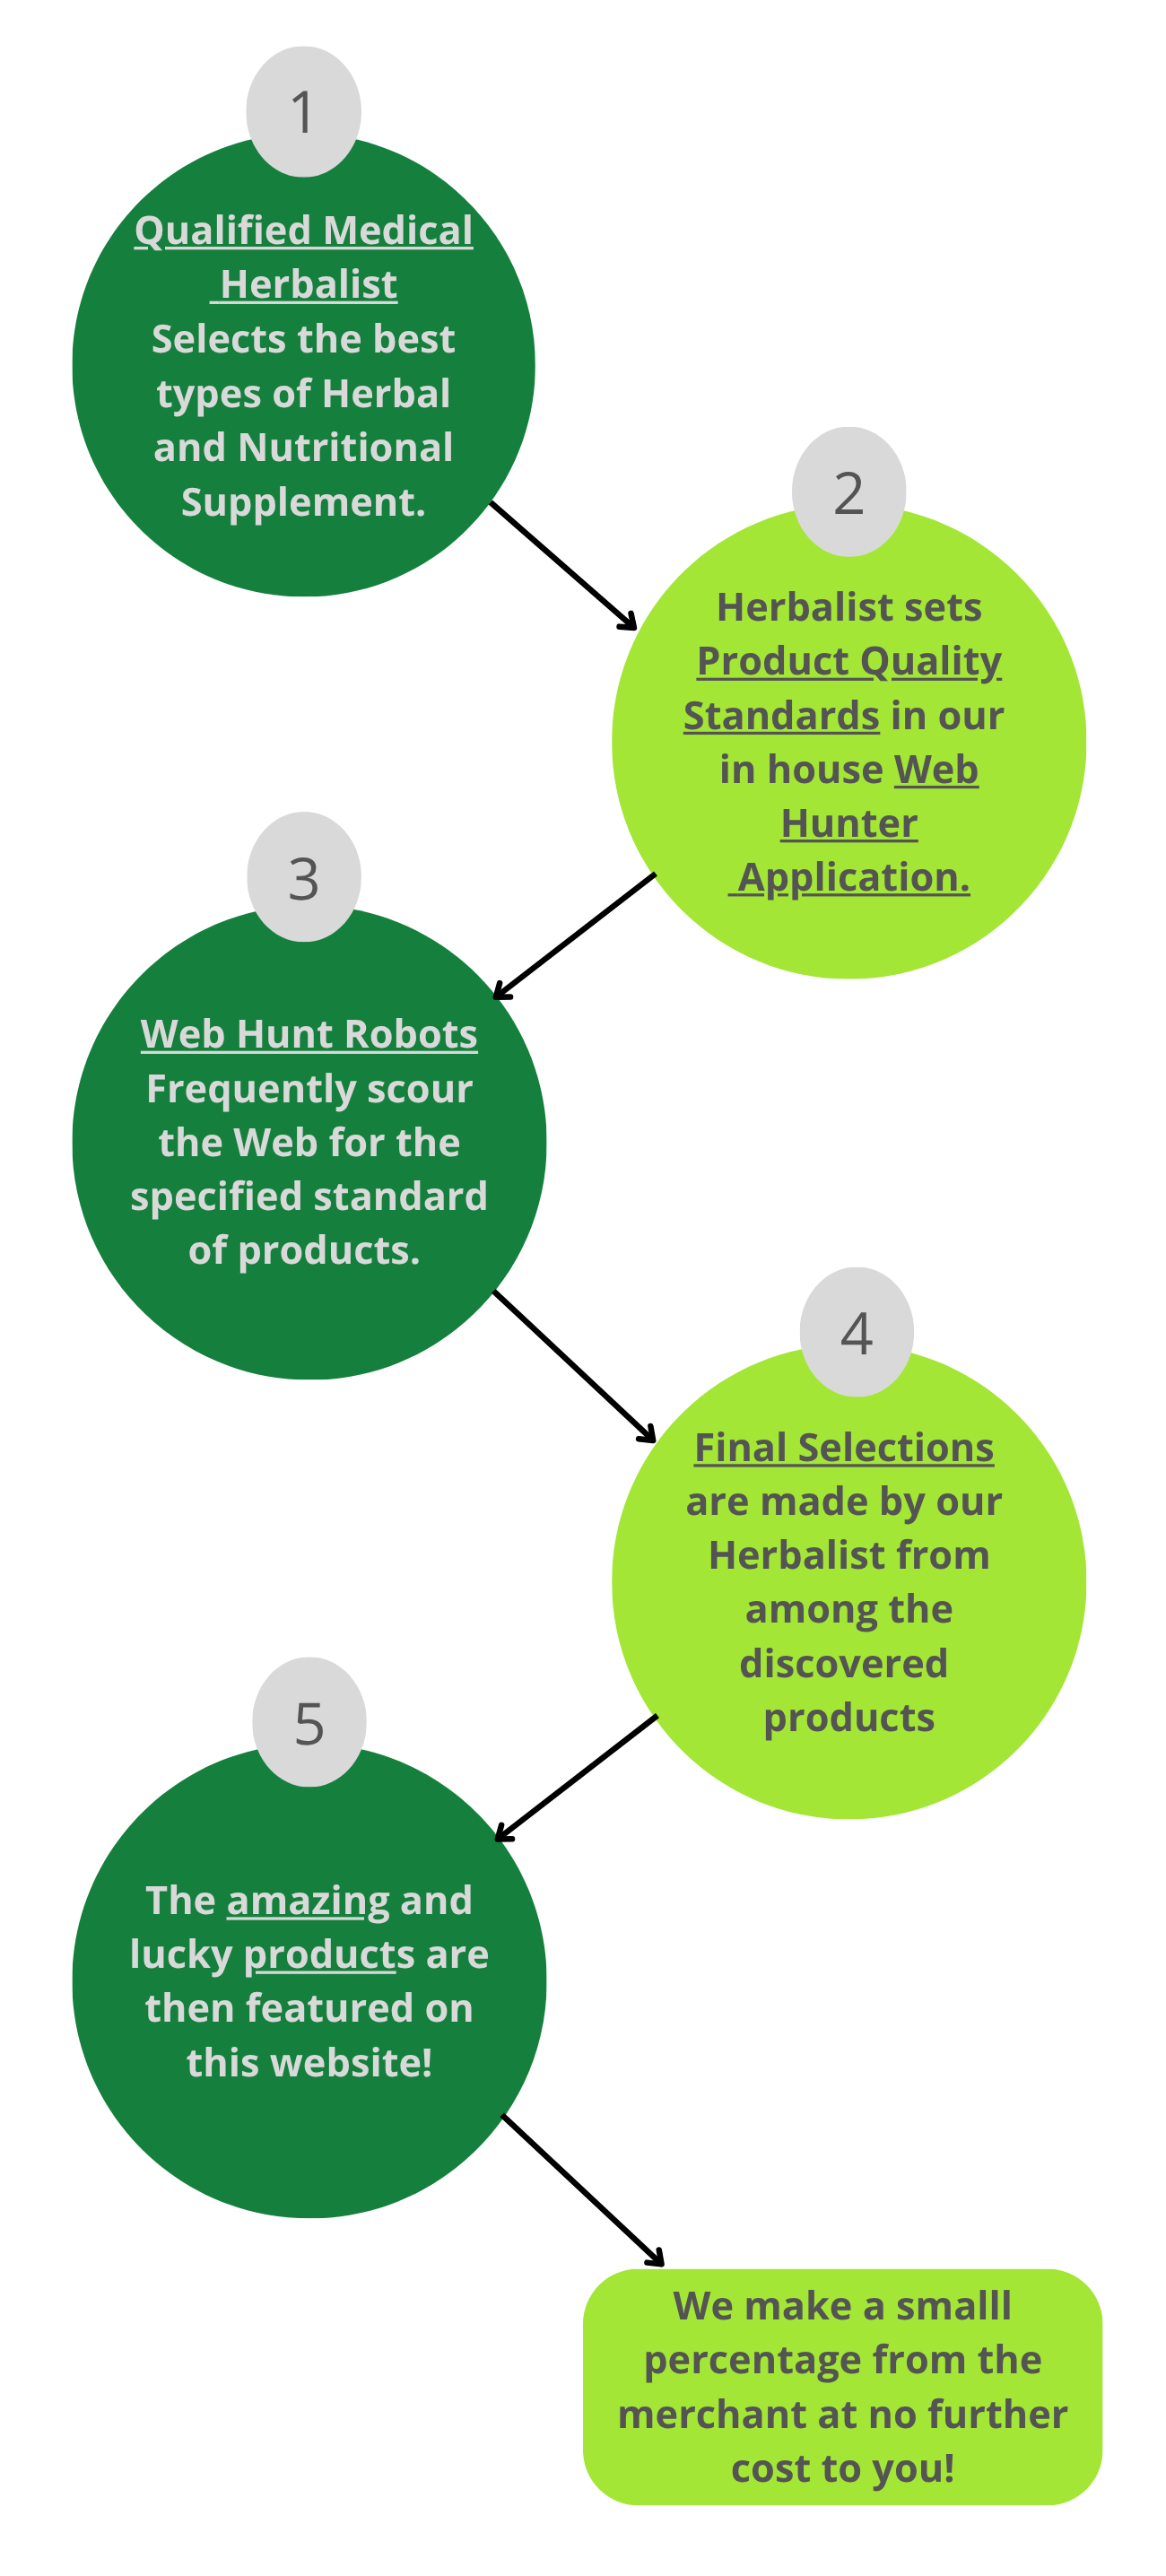 1
Qualified Medical
Herbalist
Selects the best
types of Herbal
and Nutritional
Supplement.
2
Herbalist sets
Product Quality
Standards in our
in house Web
Hunter
Application.
3
Web Hunt Robots
Frequently scour
the Web for the
specified standard
of products.
4
Final Selections
are made by our
Herbalist from
among the
discovered
products
5
The amazing and
lucky products are
then featured on
this website!
We make a smalll
percentage from the
merchant at no further
cost to you!